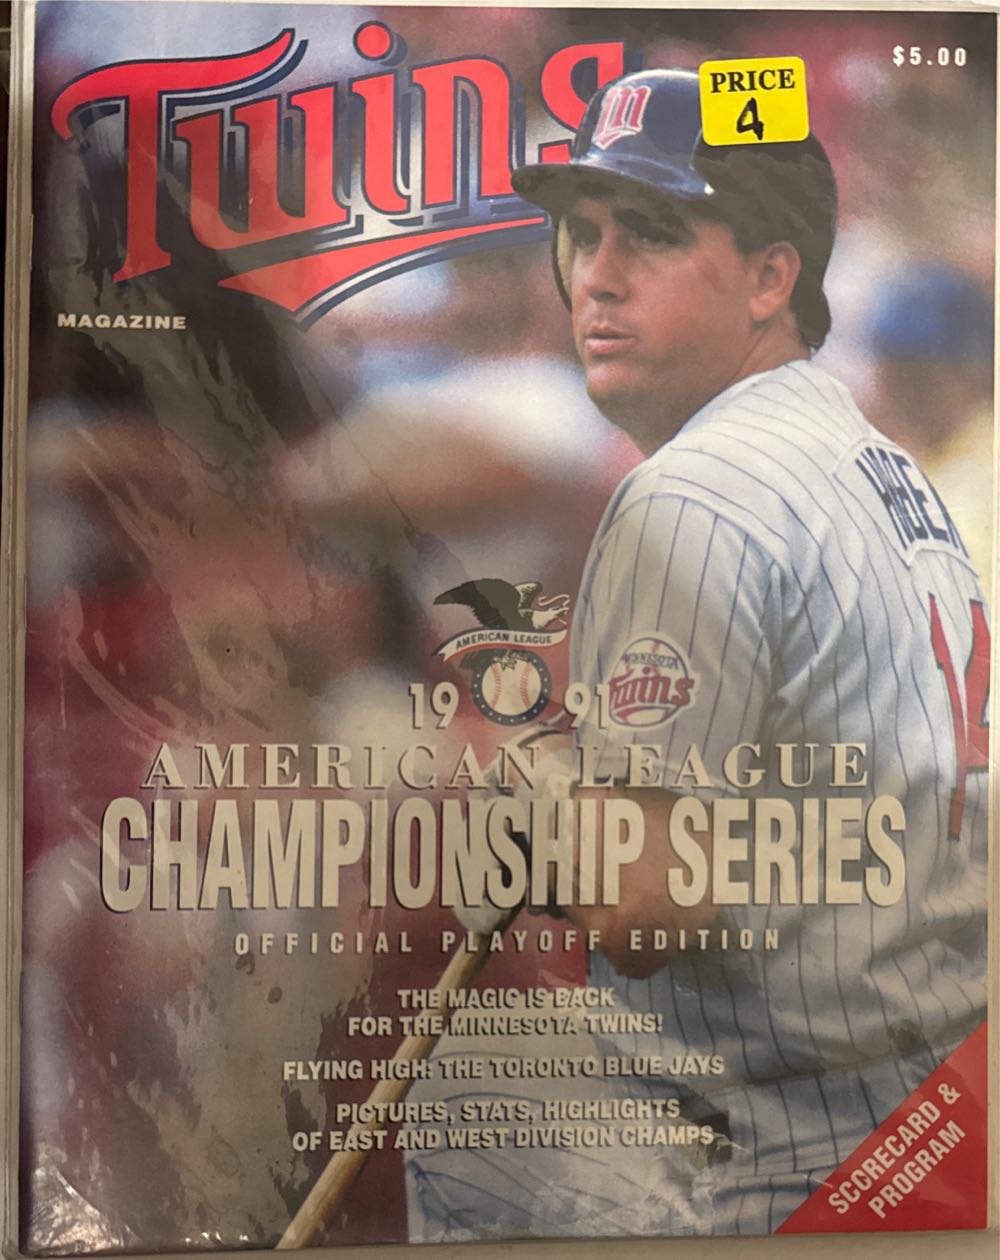 Twins
$5.00
PRICE
4
MAGAZINE
AMERICAN LEAGUE
MINNESOTA
Twins
19 91
AMERICAN LEAGUE
CHAMPIONSHIP SERIES
OFFICIAL PLAYOFF EDITION
THE MAGIC IS BACK
FOR THE MINNESOTA TWINS!
FLYING HIGH: THE TORONTO BLUE JAYS
PICTURES, STATS, HIGHLIGHTS
OF EAST AND WEST DIVISION CHAMPS
SCORECARD &
PROGRAM